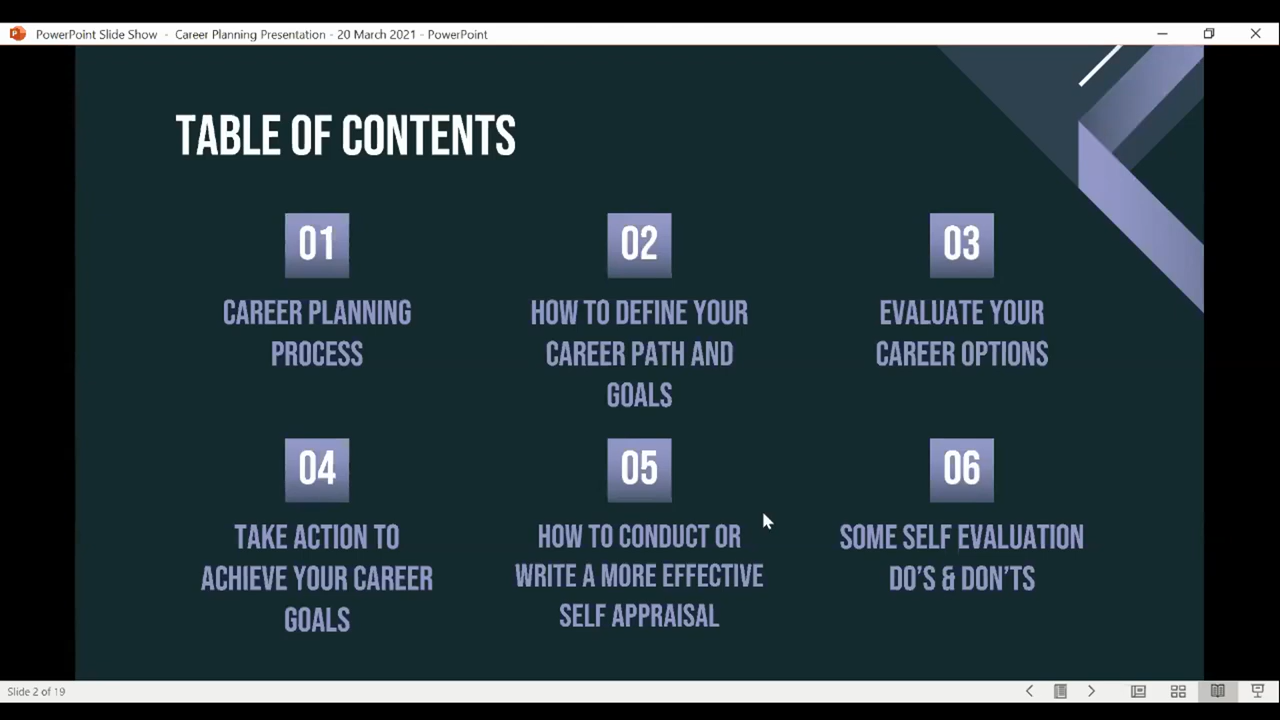 PowerPoint Slide Show - Career Planning Presentation - 20 March 2021 - PowerPoint
TABLE OF CONTENTS
01
CAREER PLANNING
PROCESS
02
HOW TO DEFINE YOUR
CAREER PATH AND
GOALS
03
EVALUATE YOUR
CAREER OPTIONS
04
TAKE ACTION TO
ACHIEVE YOUR CAREER
GOALS
05
HOW TO CONDUCT OR
WRITE A MORE EFFECTIVE
SELF APPRAISAL
06
SOME SELF EVALUATION
DO'S & DON'TS
Slide 2 of 19